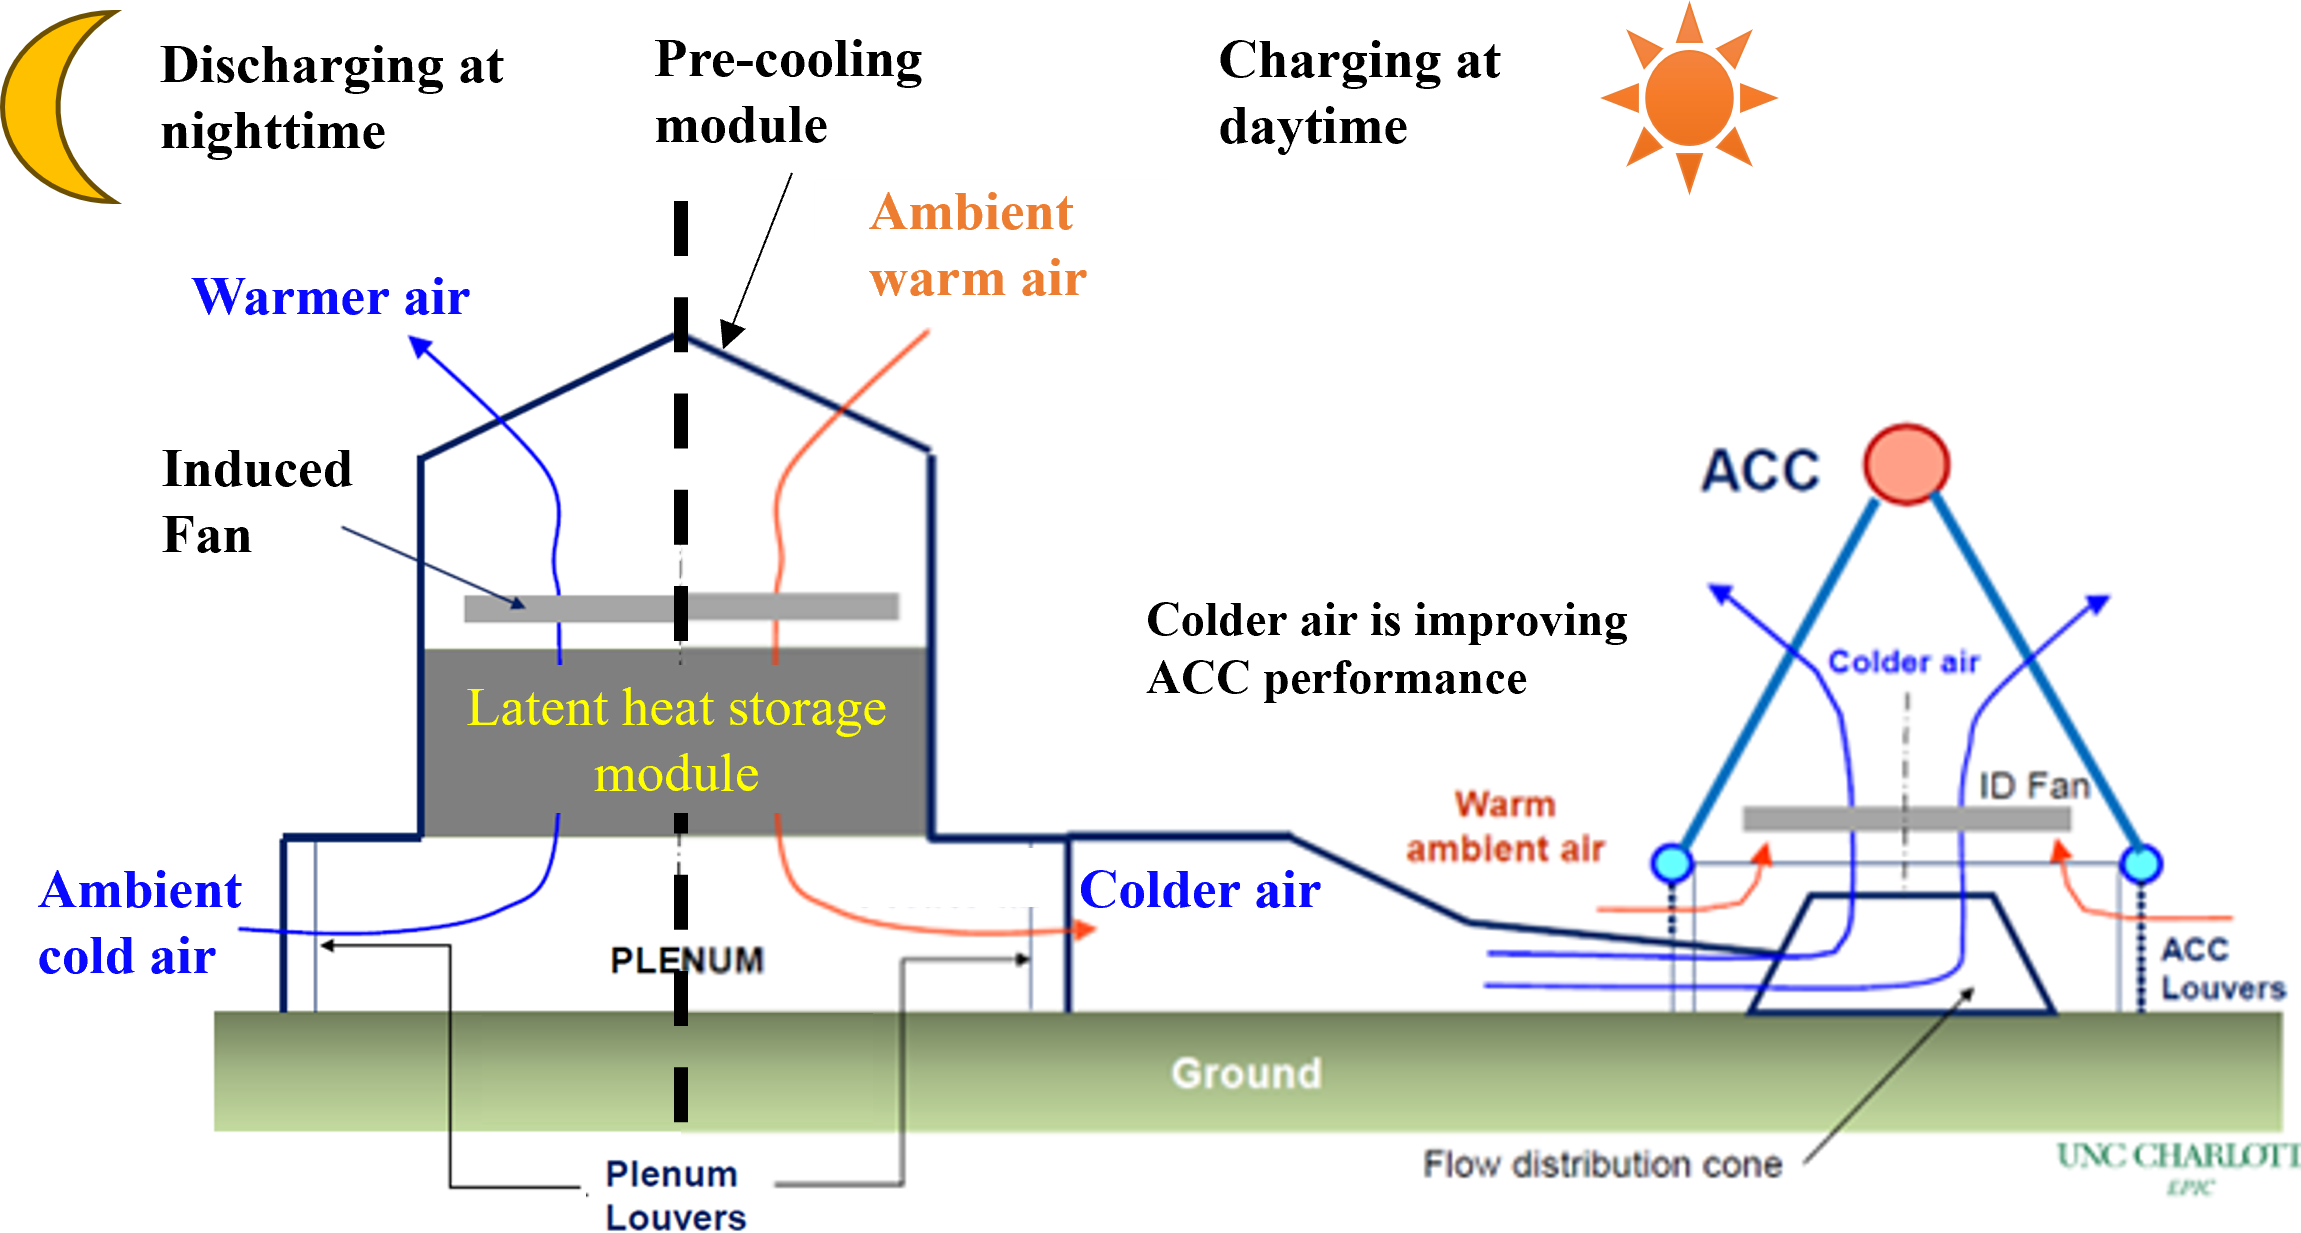 Discharging at
nighttime
Pre-cooling
module
Charging at
daytime
Ambient
warm air
Warmer air
Induced
Fan
ACC
Latent heat storage
module
Colder air is improving
ACC performance
Colder air
ID Fan
Warm
ambient air
Ambient
cold air
PLENUM
Colder air
ACC
Louvers
Ground
Plenum
Louvers
Flow distribution cone
UNC CHARLOTT
EPIC